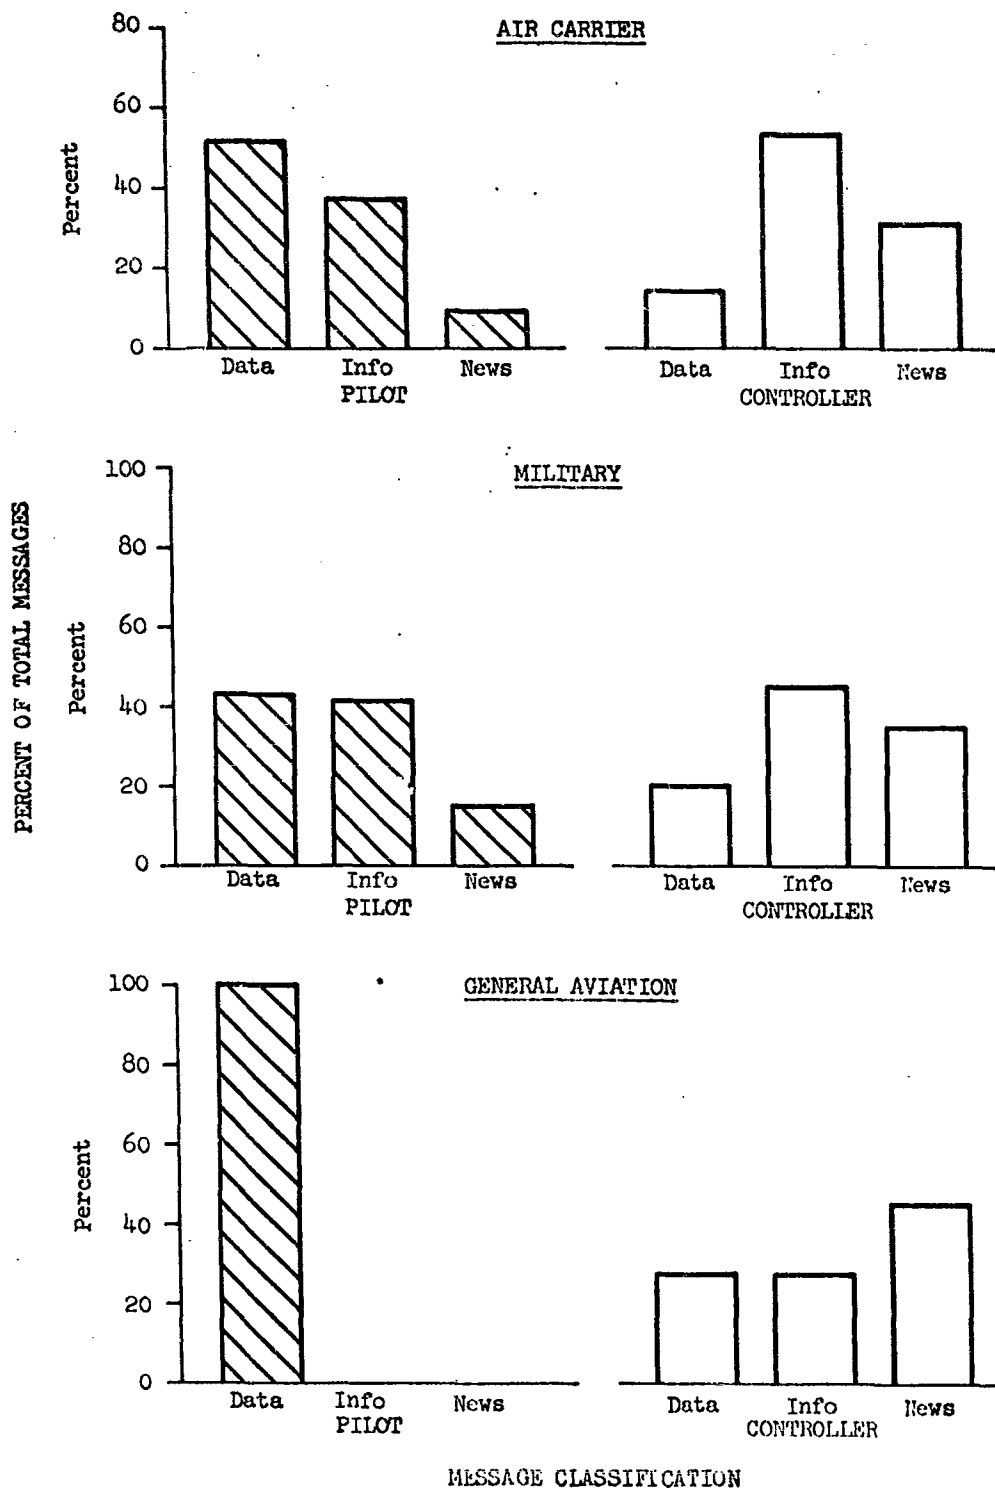 AIR CARRIER
80
60
40
20
0
Percent
Data Info News
PILOT
Data Info News
CONTROLLER
PERCENT OF TOTAL MESSAGES
MILITARY
100
80
60
40
20
0
Percent
Data Info News
PILOT
Data Info News
CONTROLLER
GENERAL AVIATION
100
80
60
40
20
0
Percent
Data Info News
PILOT
Data Info News
CONTROLLER
MESSAGE CLASSIFICATION